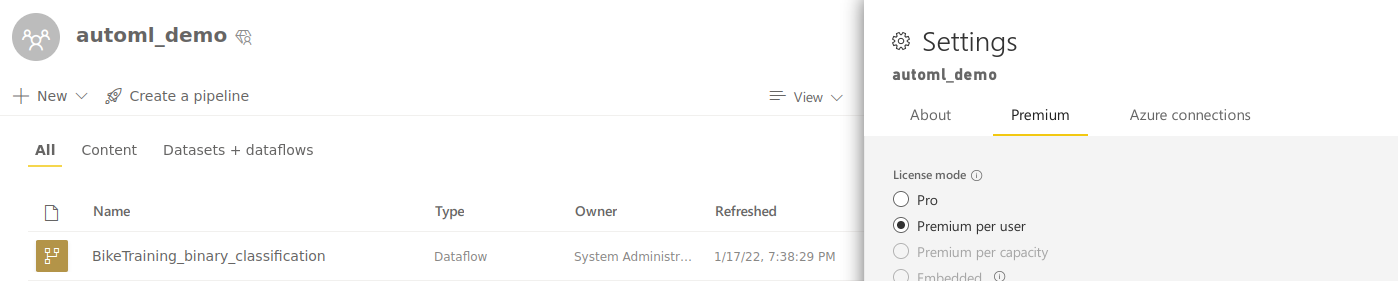 automl_demo
New
Create a pipeline
View
All
Content
Datasets + dataflows
Name
Type
Owner
Refreshed
BikeTraining_binary_classification
Dataflow
System Administr...
1/17/22, 7:38:29 PM
Settings
automl_demo
About
Premium
Azure connections
License mode
Pro
Premium per user
Premium per capacity
Embedded